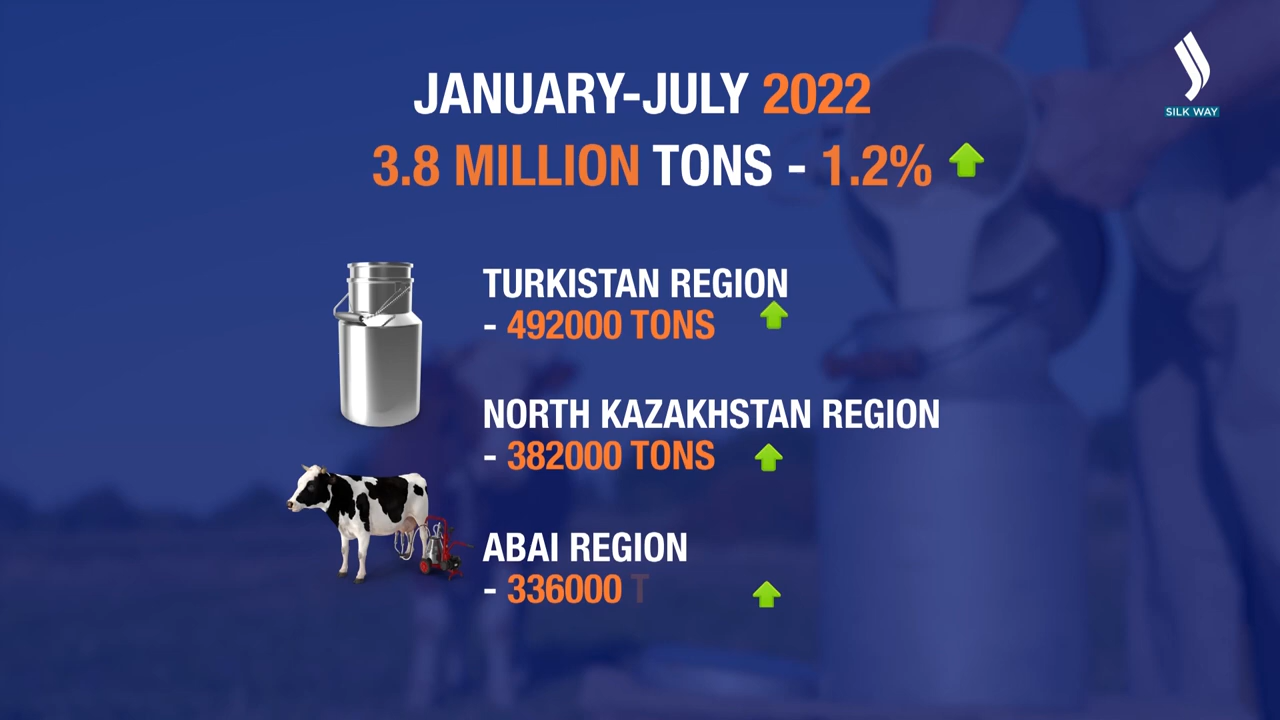 JANUARY-JULY 2022
3.8 MILLION TONS - 1.2%
SILK WAY
TURKISTAN REGION
- 492000 TONS
NORTH KAZAKHSTAN REGION
- 382000 TONS
ABAI REGION
- 336000 T